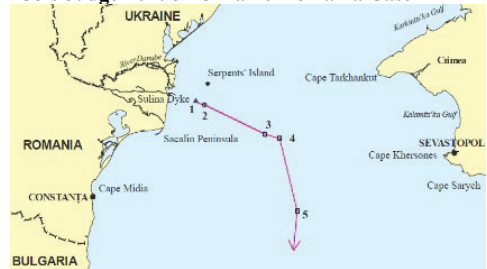 UKRAINE
Karkinits'ka Gulf
River Danube
Serpents' Island
Cape Tarkhankut
Crimea
Sulina Dyke
1
2
Kalamits'ka Gulf
3
4
Sacalin Peninsula
ROMANIA
SEVASTOPOL
Cape Khersones
CONSTANŢA
Cape Midia
Cape Sarych
5
BULGARIA